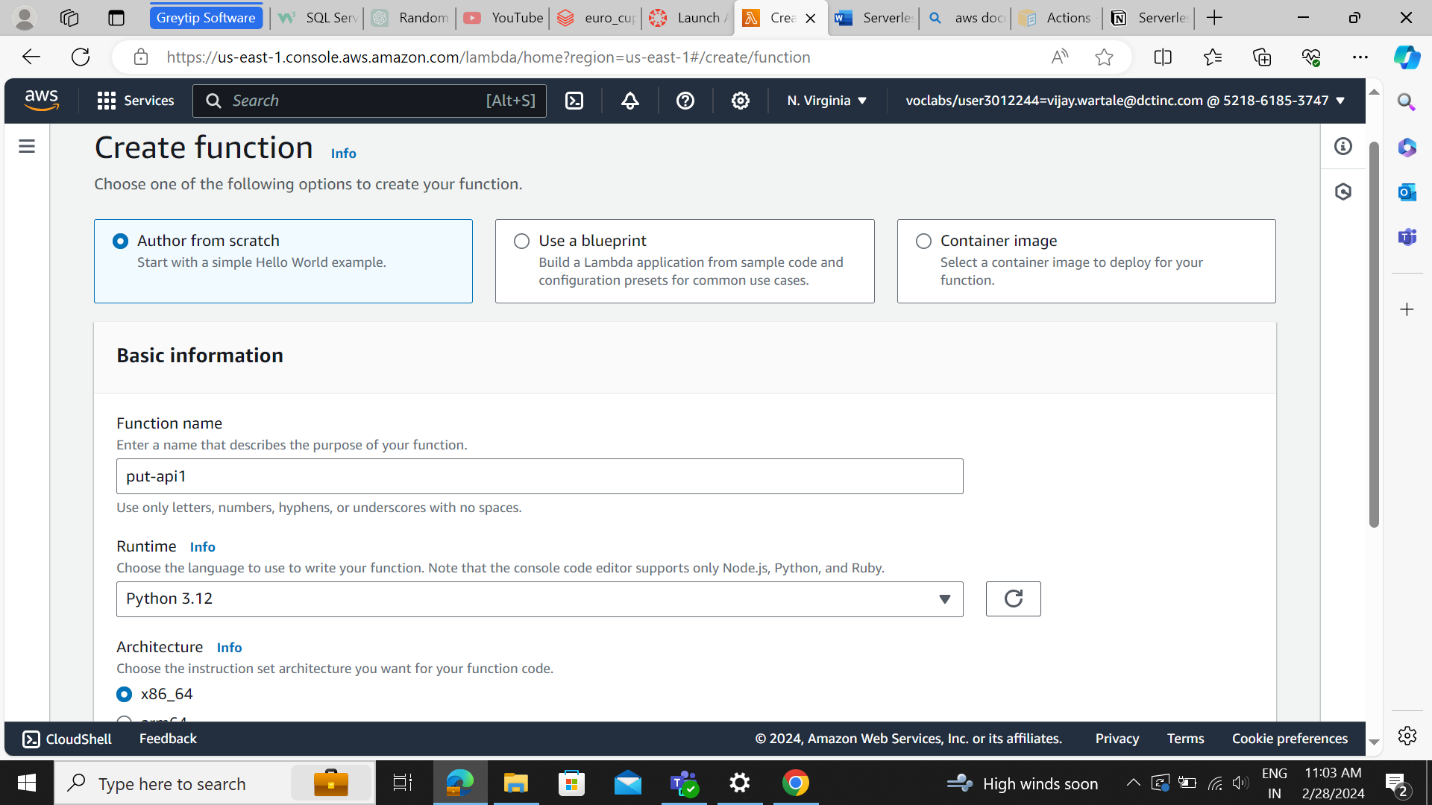 Greytip Software
SQL Serv
Random
YouTube
euro_cup
Launch A
Crea
Serverles
aws doc
Actions
Serverles
https://us-east-1.console.aws.amazon.com/lambda/home?region=us-east-1#/create/function
aws
Services
Search
[Alt+S]
N. Virginia
voclabs/user3012244=vijay.wartale@dctinc.com @ 5218-6185-3747
Create function Info
Choose one of the following options to create your function.
Author from scratch
Start with a simple Hello World example.
Use a blueprint
Build a Lambda application from sample code and
configuration presets for common use cases.
Container image
Select a container image to deploy for your
function.
Basic information
Function name
Enter a name that describes the purpose of your function.
put-api1
Use only letters, numbers, hyphens, or underscores with no spaces.
Runtime Info
Choose the language to use to write your function. Note that the console code editor supports only Node.js, Python, and Ruby.
Python 3.12
Architecture Info
Choose the instruction set architecture you want for your function code.
x86_64
arm64
CloudShell
Feedback
© 2024, Amazon Web Services, Inc. or its affiliates.
Privacy
Terms
Cookie preferences
Type here to search
High winds soon
ENG
IN
11:03 AM
2/28/2024
2